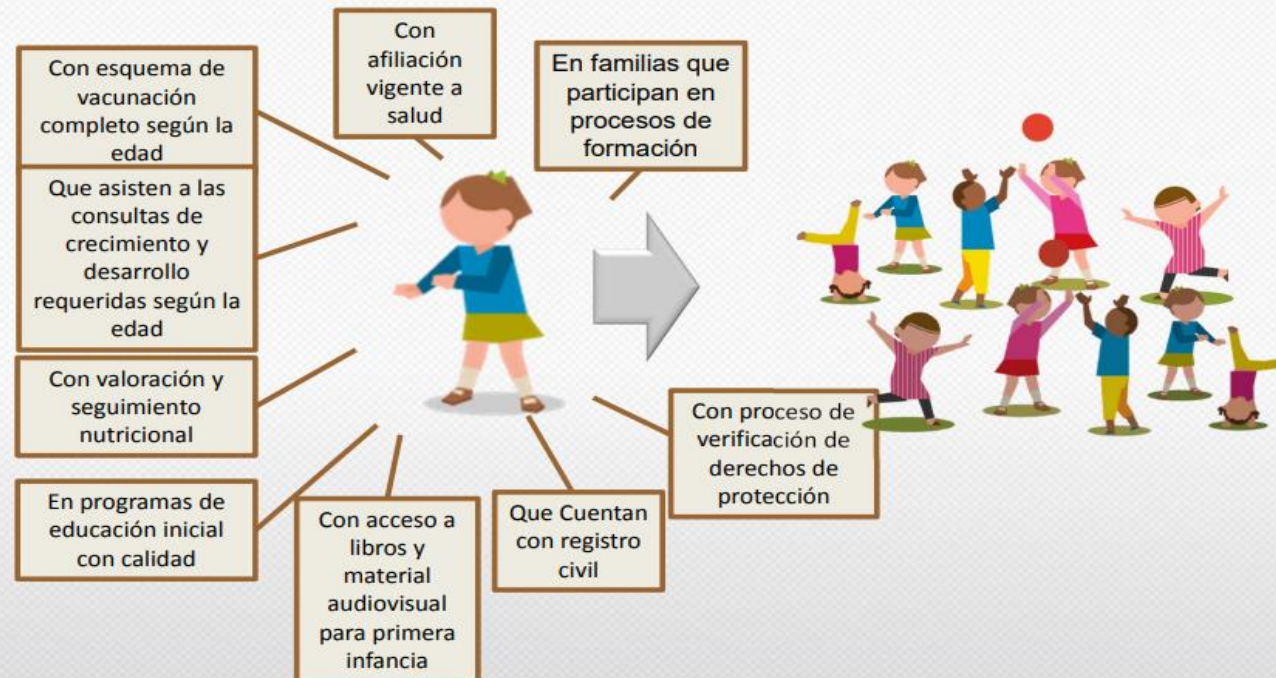 Con esquema de
vacunación
completo según la
edad
Con
afiliación
vigente a
salud
En familias que
participan en
procesos de
formación
Que asisten a las
consultas de
crecimiento y
desarrollo
requeridas según la
edad
Con valoración y
seguimiento
nutricional
En programas de
educación inicial
con calidad
Con acceso a
libros y
material
audiovisual
para primera
infancia
Que Cuentan
con registro
civil
Con proceso de
verificación de
derechos de
protección